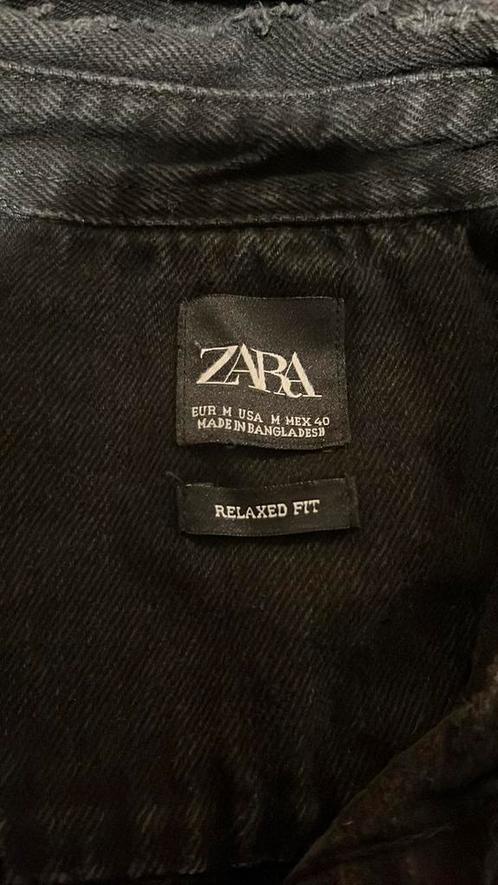 ZARA
EUR M USA M MEX 40
MADE IN BANGLADESH
RELAXED FIT